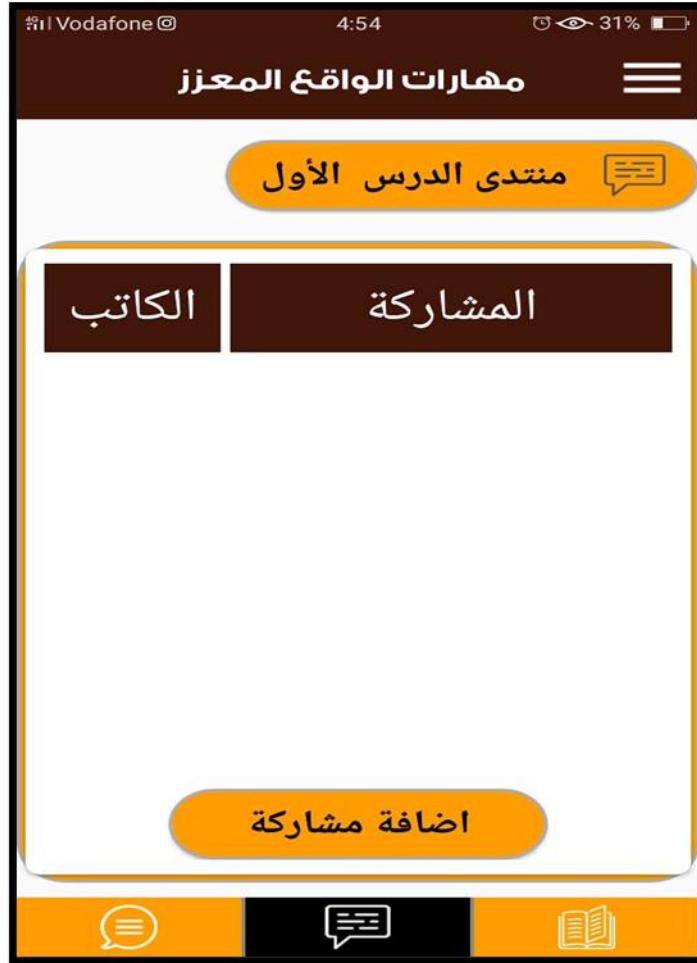 Vodafone 4:54 31%
مهارات الواقع المعزز
منتدى الدرس الأول
المشاركة الكاتب
اضافة مشاركة